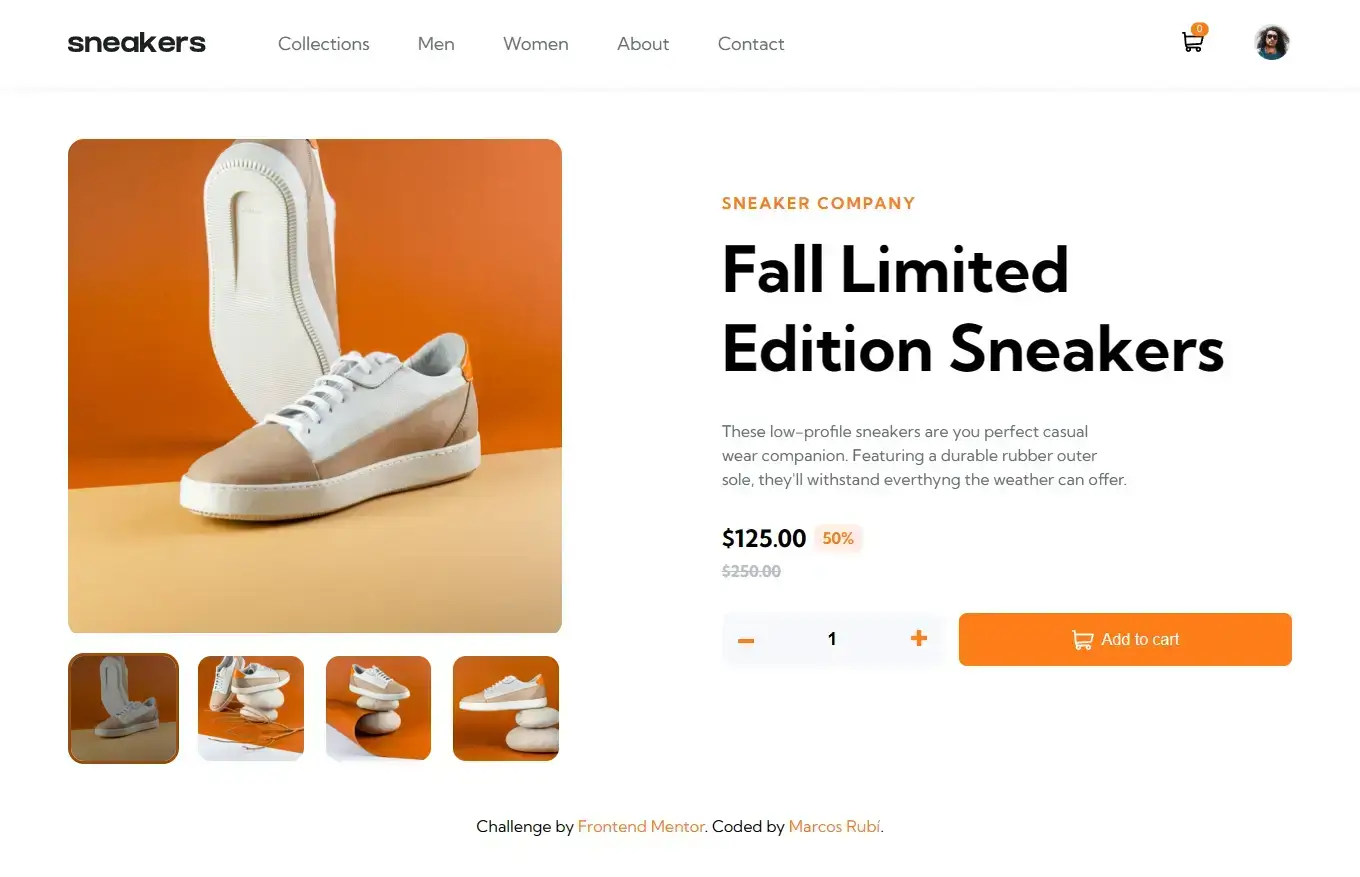 sneakers
Collections Men Women About Contact
0
SNEAKER COMPANY
Fall Limited
Edition Sneakers
These low-profile sneakers are you perfect casual
wear companion. Featuring a durable rubber outer
sole, they'll withstand everthyng the weather can offer.
$125.00 50%
$250.00
1
Add to cart
Challenge by Frontend Mentor. Coded by Marcos Rubí.